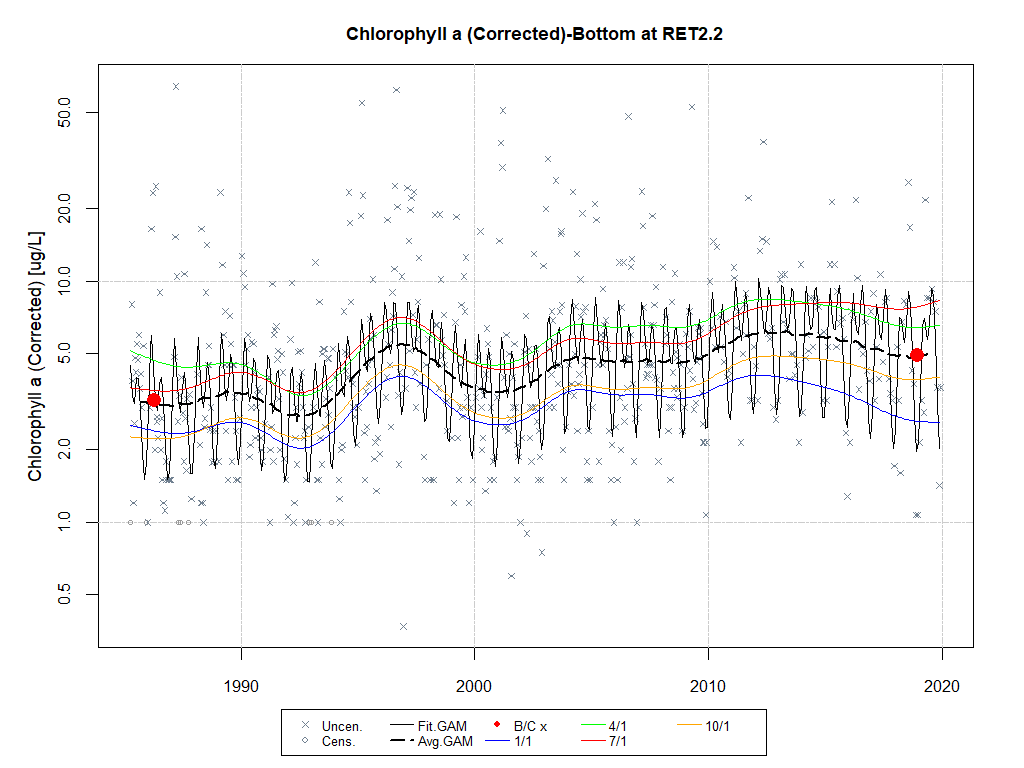 Chlorophyll a (Corrected)-Bottom at RET2.2
Chlorophyll a (Corrected) [ug/L]
50.0
20.0
10.0
5.0
2.0
1.0
0.5
1990 2000 2010 2020
Uncen. Fit.GAM B/C x 4/1 10/1
Cens. Avg.GAM 1/1 7/1